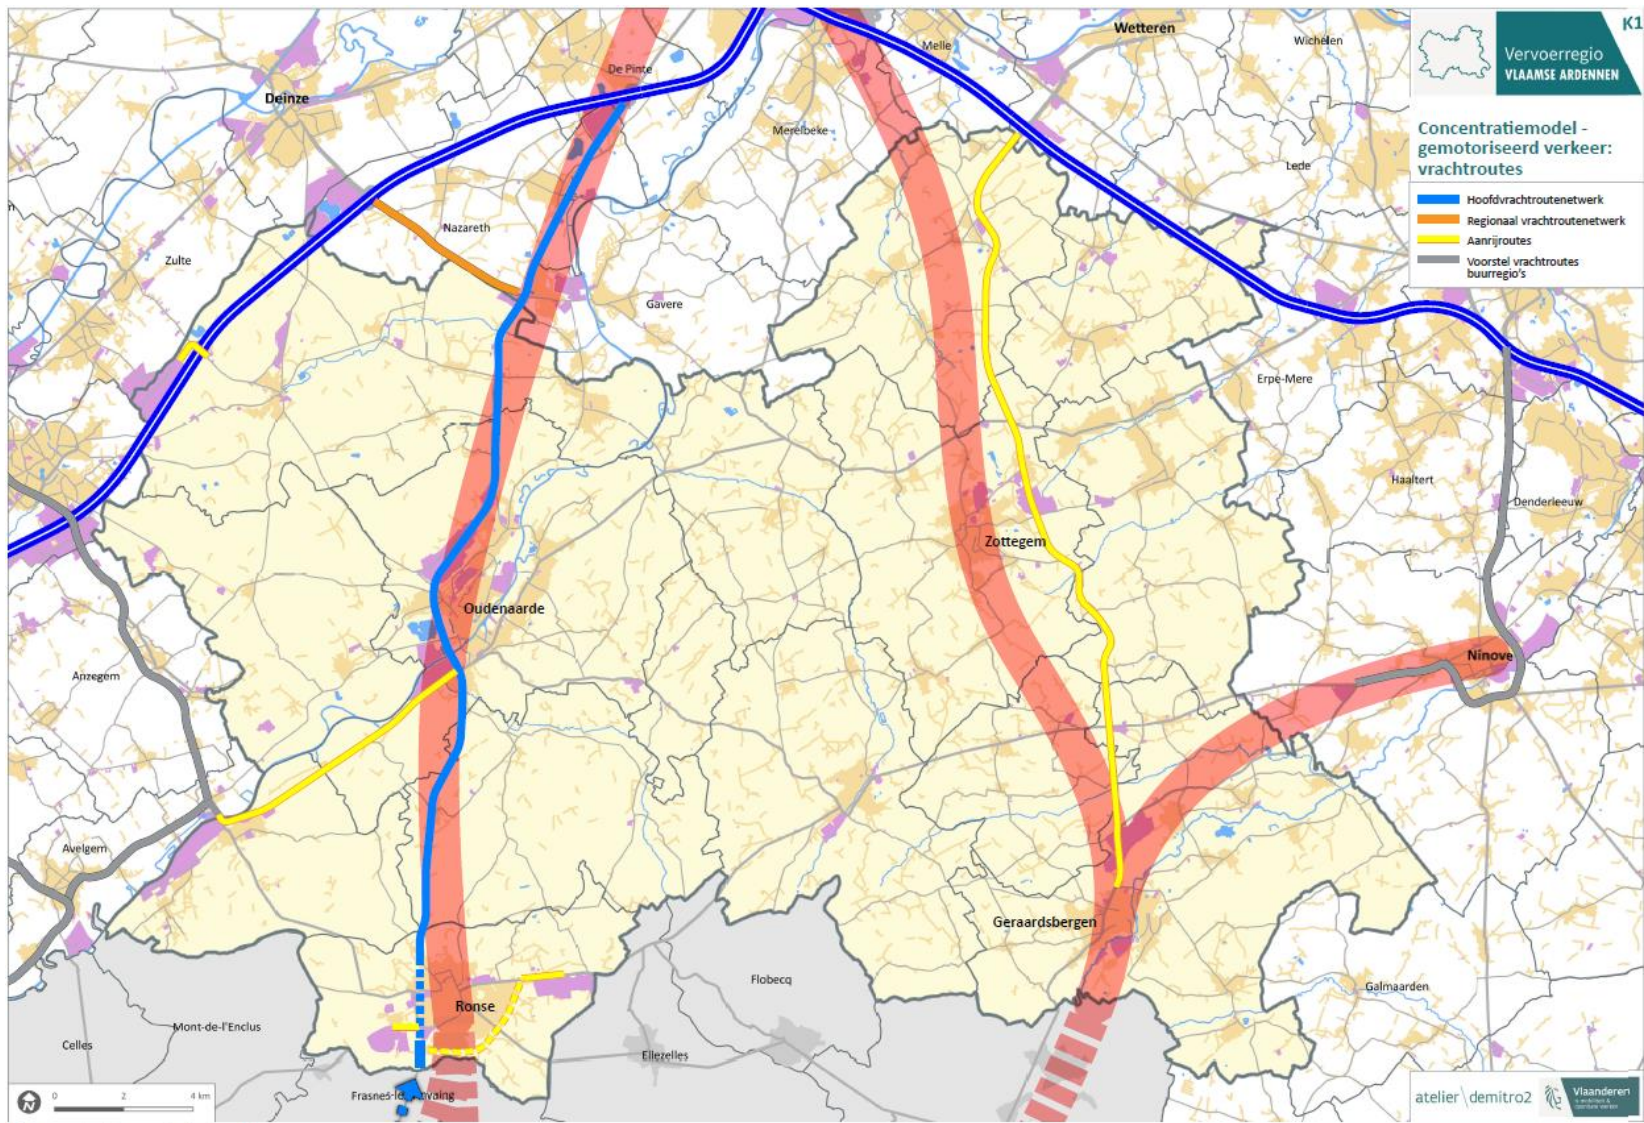 K1
Vervoerregio
VLAAMSE ARDENNEN
Concentratiemodel -
gemotoriseerd verkeer:
vrachtroutes
Hoofdvrachtroutenetwerk
Regionaal vrachtroutenetwerk
Aanrijroutes
Voorstel vrachtroutes
buurregio's
Wetteren
Wichelen
Melle
De Pinte
Deinze
Merelbeke
Lede
Nazareth
Zulte
Gavere
Erpe-Mere
Haaltert
Denderleeuw
Zottegem
Oudenaarde
Ninove
Anzegem
Avelgem
Geraardsbergen
Flobecq
Galmaarden
Ronse
Mont-de-l'Enclus
Celles
Ellezelles
N
0 2 4 km
atelier\demitro2
Vlaanderen